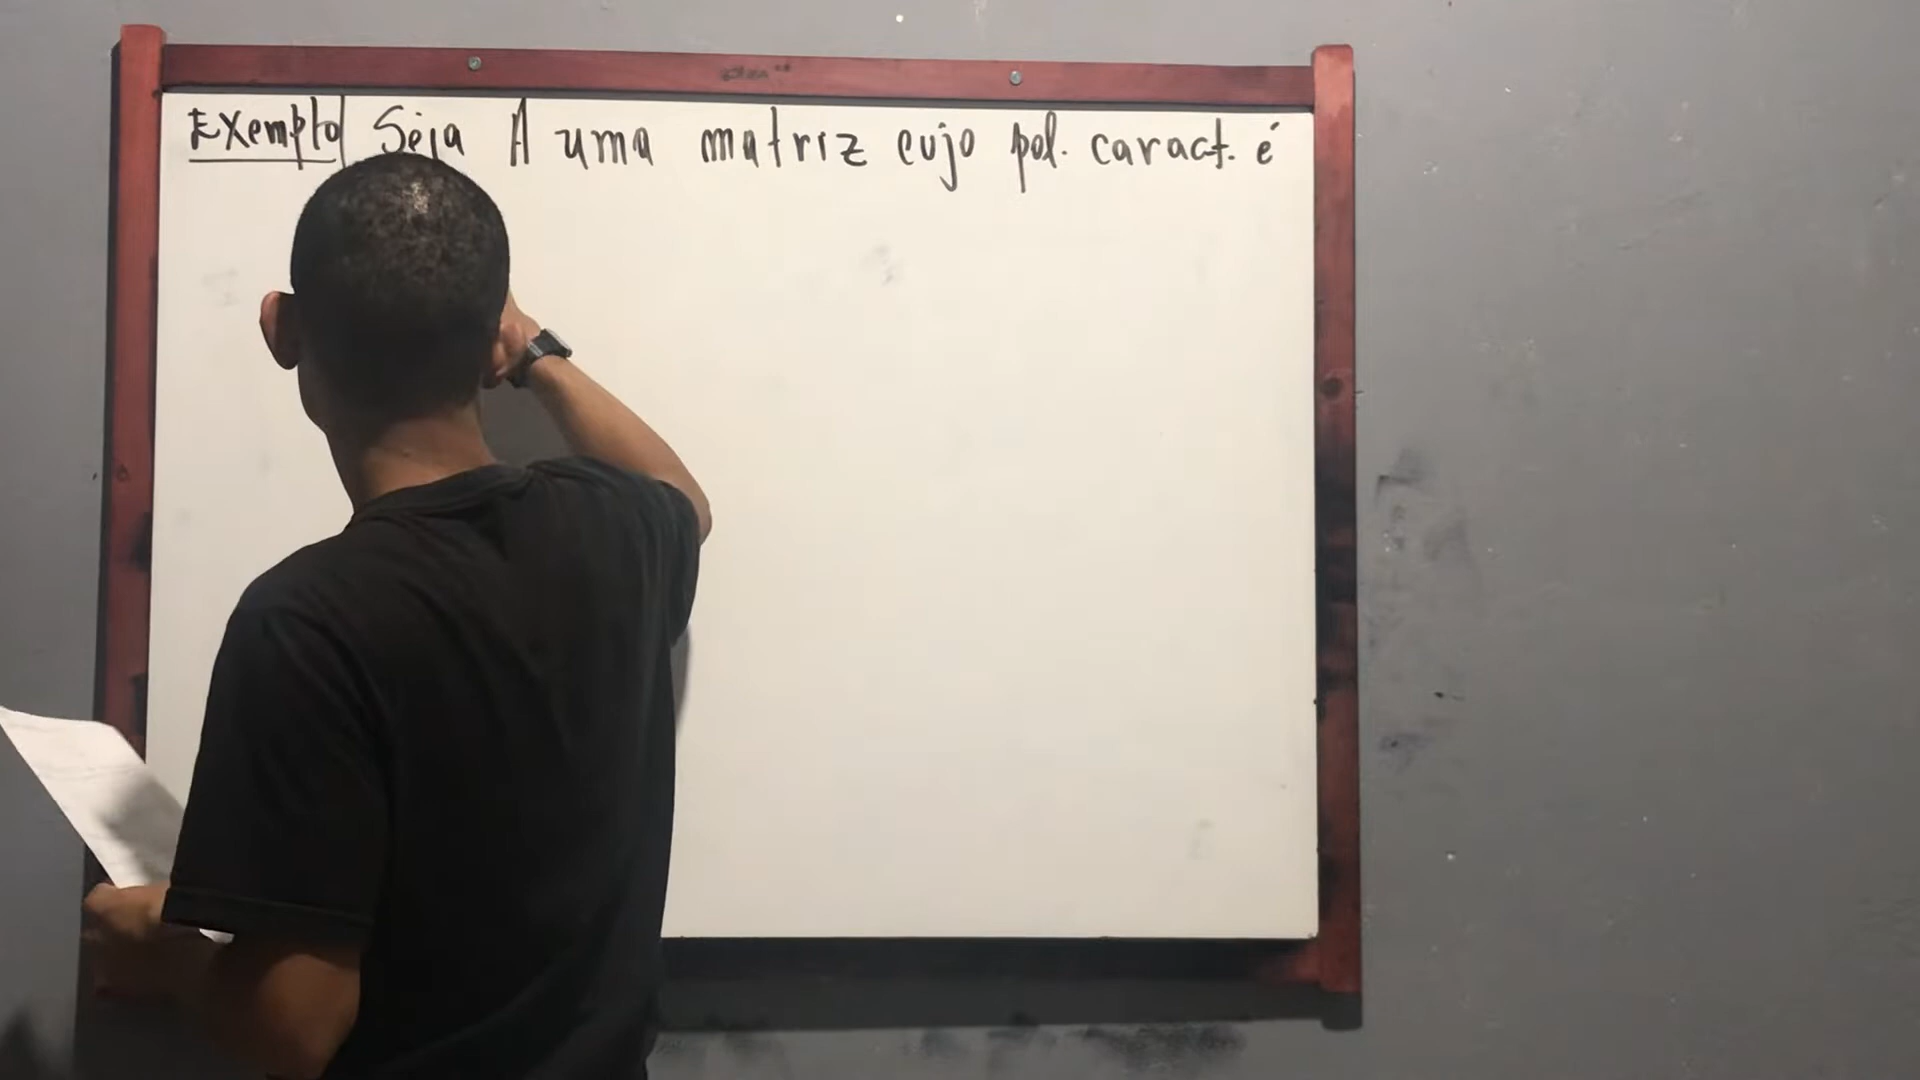 Exemplo Seja A uma matriz cujo pol. caract. é